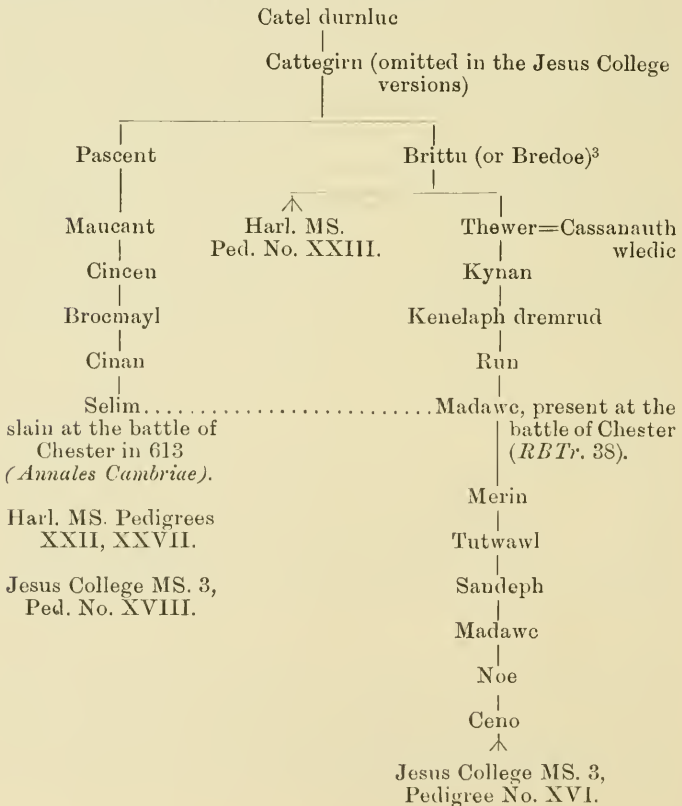 Catel durnluc
Cattegirn (omitted in the Jesus College
versions)
Pascent
Brittu (or Bredoe)³
Maucant
Harl. MS.
Ped. No. XXIII.
Thewer=Cassanauth
wledic
Cincen
Kynan
Brocmayl
Kenelaph dremrud
Cinan
Run
Selim.......................Madawc, present at the
slain at the battle of
battle of Chester
Chester in 613
(RBTr. 38).
(Annales Cambriae).
Merin
Harl. MS. Pedigrees
XXII, XXVII.
Tutwawl
Jesus College MS. 3,
Ped. No. XVIII.
Sandeph
Madawc
Noe
Ceno
Jesus College MS. 3,
Pedigree No. XVI.